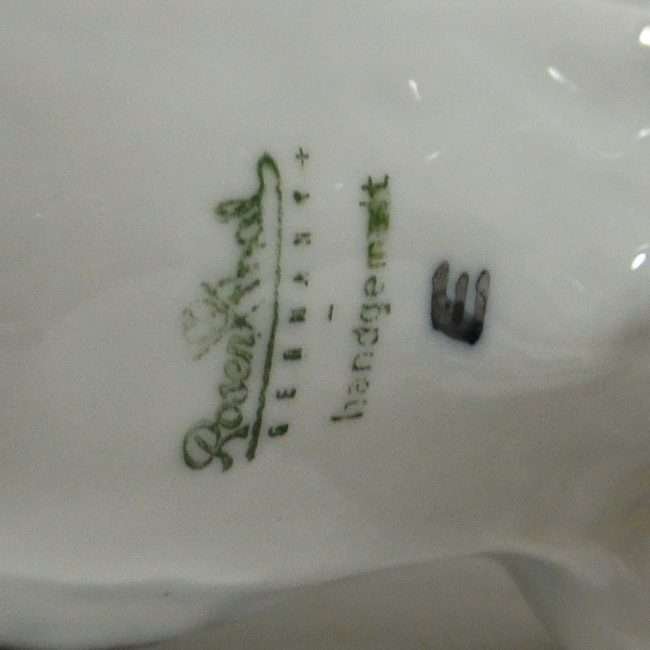 Rosenthal
GERMANY +
handgemalt
E